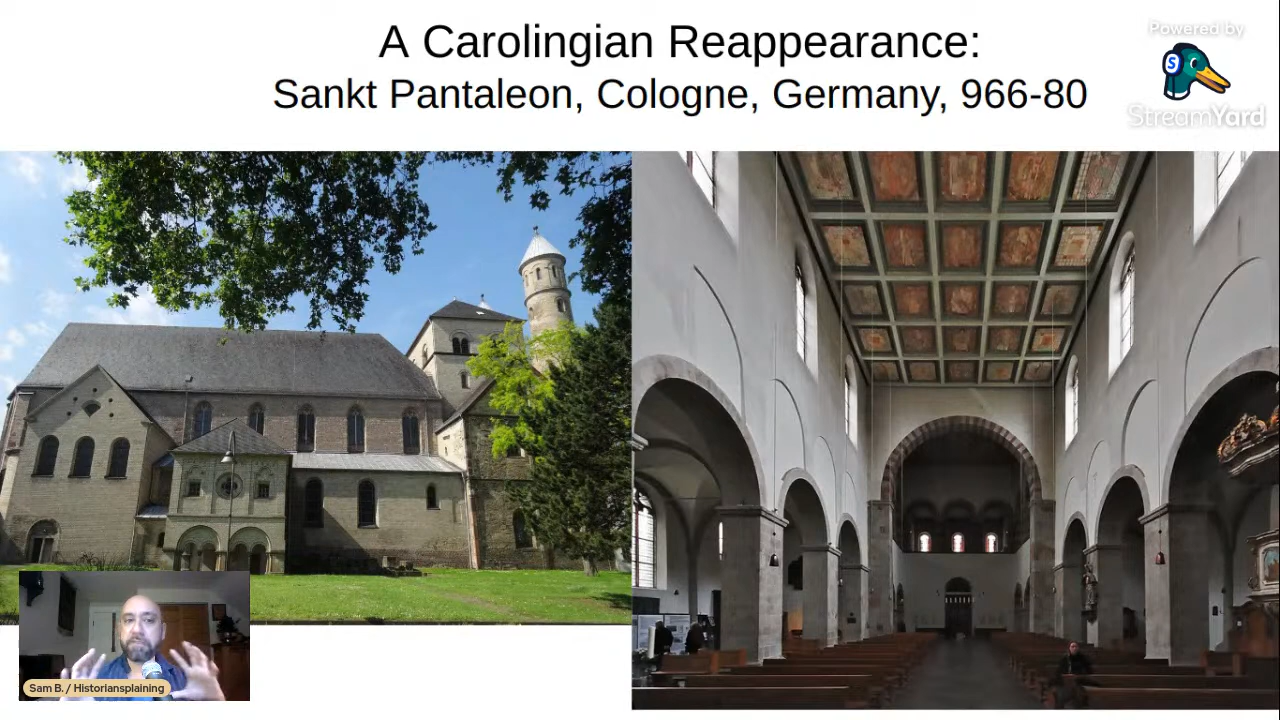 A Carolingian Reappearance:
Sankt Pantaleon, Cologne, Germany, 966-80
Powered by
S
StreamYard
Sam B. / Historiansplaining